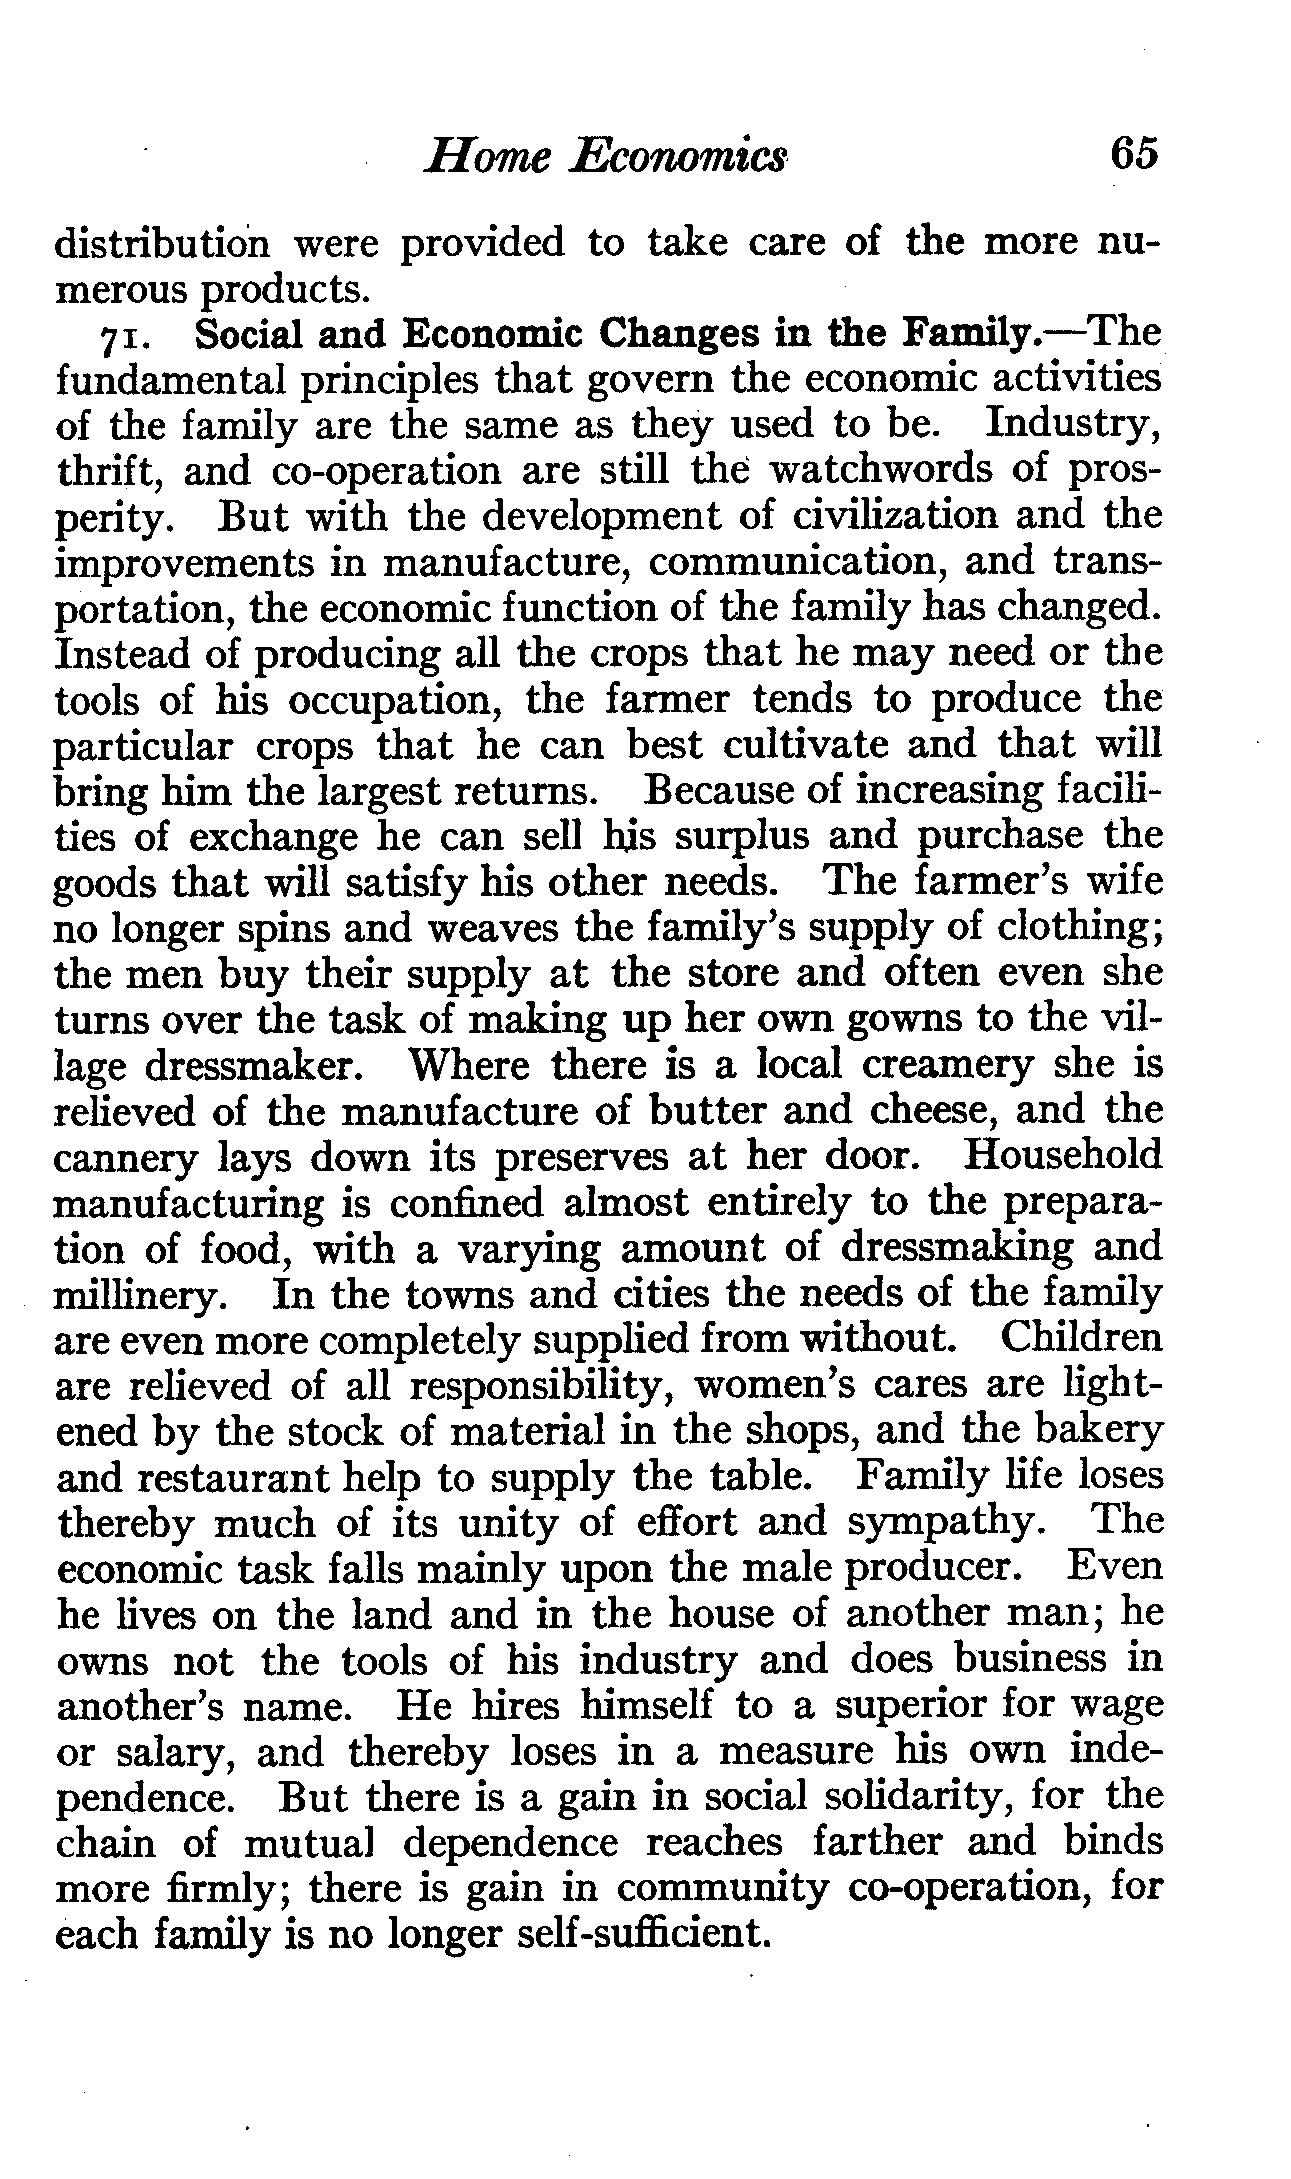 Home Economics 65
distribution were provided to take care of the more nu-
merous products.
71. Social and Economic Changes in the Family.—The
fundamental principles that govern the economic activities
of the family are the same as they used to be. Industry,
thrift, and co-operation are still the watchwords of pros-
perity. But with the development of civilization and the
improvements in manufacture, communication, and trans-
portation, the economic function of the family has changed.
Instead of producing all the crops that he may need or the
tools of his occupation, the farmer tends to produce the
particular crops that he can best cultivate and that will
bring him the largest returns. Because of increasing facili-
ties of exchange he can sell his surplus and purchase the
goods that will satisfy his other needs. The farmer's wife
no longer spins and weaves the family's supply of clothing;
the men buy their supply at the store and often even she
turns over the task of making up her own gowns to the vil-
lage dressmaker. Where there is a local creamery she is
relieved of the manufacture of butter and cheese, and the
cannery lays down its preserves at her door. Household
manufacturing is confined almost entirely to the prepara-
tion of food, with a varying amount of dressmaking and
millinery. In the towns and cities the needs of the family
are even more completely supplied from without. Children
are relieved of all responsibility, women's cares are light-
ened by the stock of material in the shops, and the bakery
and restaurant help to supply the table. Family life loses
thereby much of its unity of effort and sympathy. The
economic task falls mainly upon the male producer. Even
he lives on the land and in the house of another man; he
owns not the tools of his industry and does business in
another's name. He hires himself to a superior for wage
or salary, and thereby loses in a measure his own inde-
pendence. But there is a gain in social solidarity, for the
chain of mutual dependence reaches farther and binds
more firmly; there is gain in community co-operation, for
each family is no longer self-sufficient.